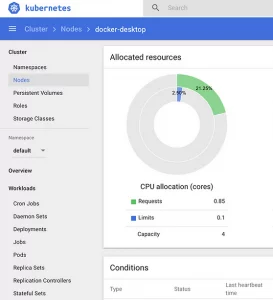 kubernetes
Search
Cluster > Nodes > docker-desktop
Cluster
Namespaces
Nodes
Persistent Volumes
Roles
Storage Classes
Namespace
default
Overview
Workloads
Cron Jobs
Daemon Sets
Deployments
Jobs
Pods
Replica Sets
Replication Controllers
Stateful Sets
Allocated resources
21.25%
2.50%
CPU allocation (cores)
Requests 0.85
Limits 0.1
Capacity 4
Conditions
Type Status Last heartbeat
time